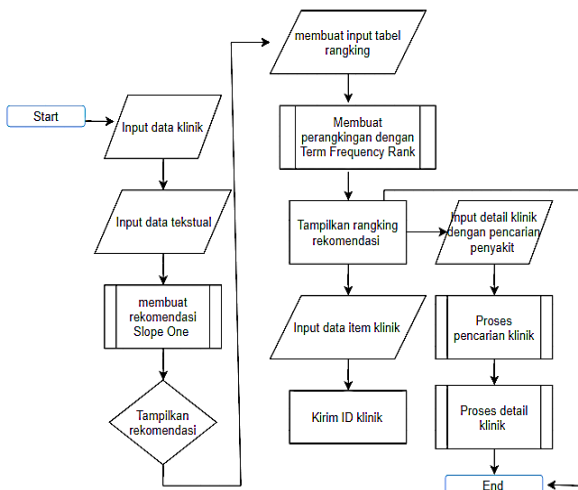 Start
Input data klinik
Input data tekstual
membuat
rekomendasi
Slope One
Tampilkan
rekomendasi
membuat input tabel
rangking
Membuat
perangkingan dengan
Term Frequency Rank
Tampilkan rangking
rekomendasi
Input detail klinik
dengan pencarian
penyakit
Input data item klinik
Proses
pencarian klinik
Kirim ID klinik
Proses detail
klinik
End